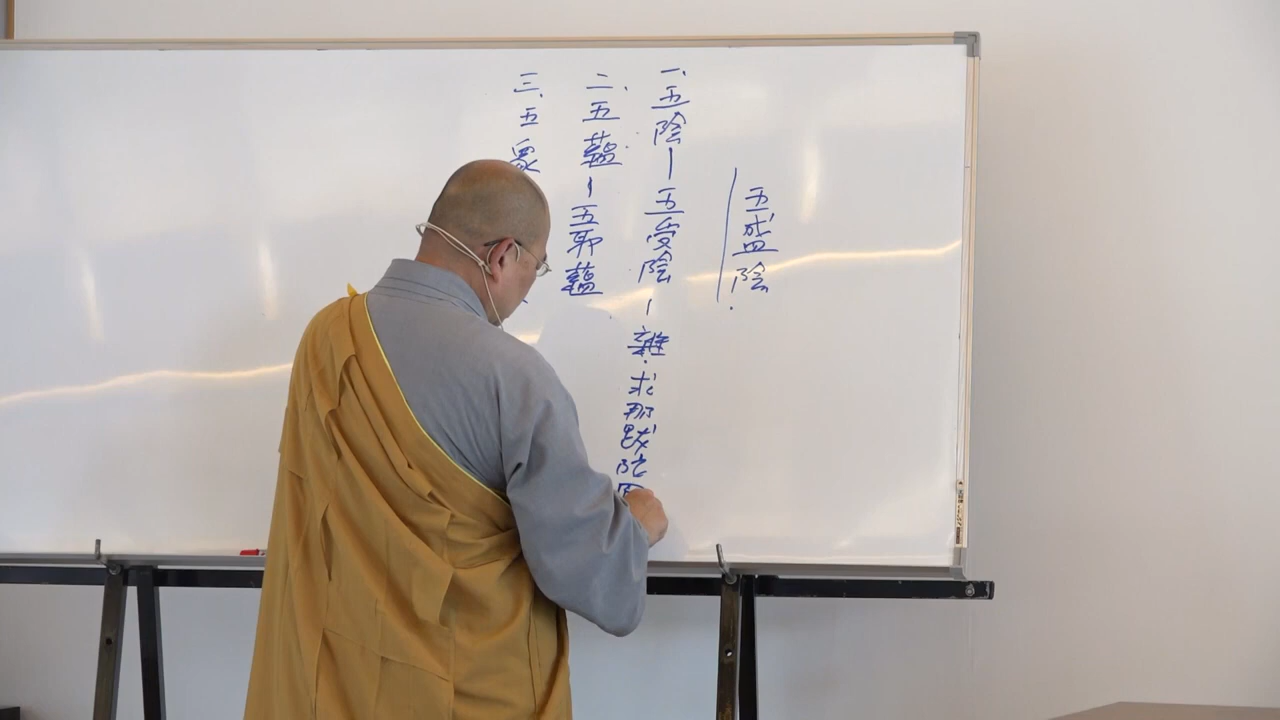 五盛陰.
一、五陰—五受陰—雜.求那跋陀
二、五蘊—五取蘊
三、五眾